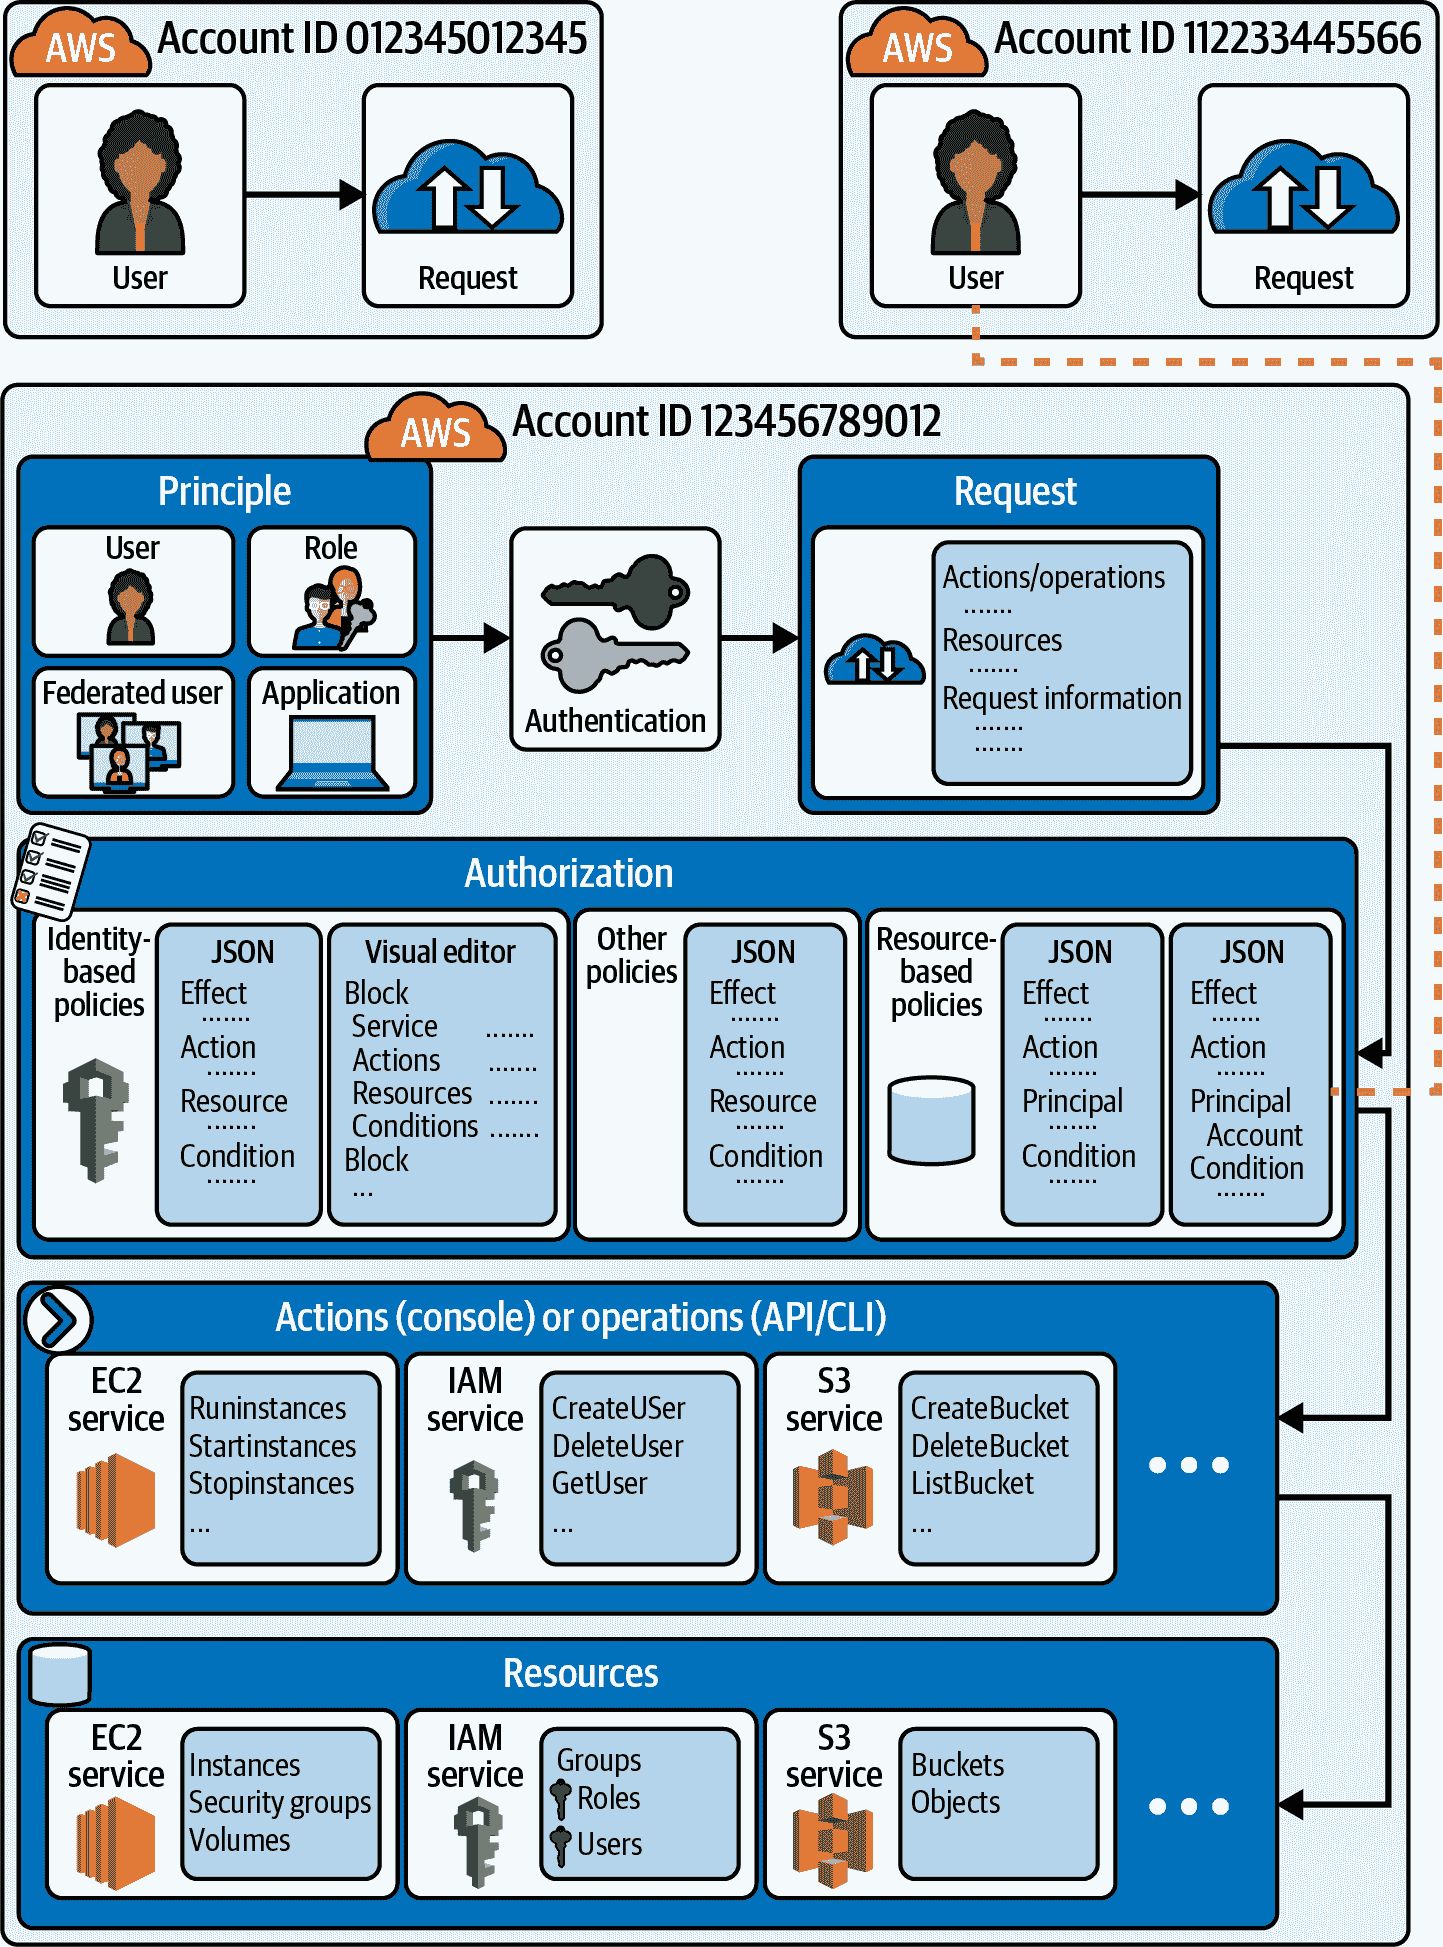 AWS Account ID 012345012345
User
Request
AWS Account ID 112233445566
User
Request
AWS Account ID 123456789012
Principle
User
Role
Federated user
Application
Authentication
Request
Actions/operations
.......
Resources
.......
Request information
.......
.......
Authorization
Identity-
based
policies
JSON
Effect
.......
Action
.......
Resource
.......
Condition
.......
Visual editor
Block
Service .......
Actions .......
Resources .......
Conditions .......
Block
...
Other
policies
JSON
Effect
.......
Action
.......
Resource
.......
Condition
.......
Resource-
based
policies
JSON
Effect
.......
Action
.......
Principal
.......
Condition
.......
JSON
Effect
.......
Action
.......
Principal
Account
Condition
.......
Actions (console) or operations (API/CLI)
EC2
service
Runinstances
Startinstances
Stopinstances
...
IAM
service
CreateUSer
DeleteUser
GetUser
...
S3
service
CreateBucket
DeleteBucket
ListBucket
...
Resources
EC2
service
Instances
Security groups
Volumes
IAM
service
Groups
Roles
Users
S3
service
Buckets
Objects